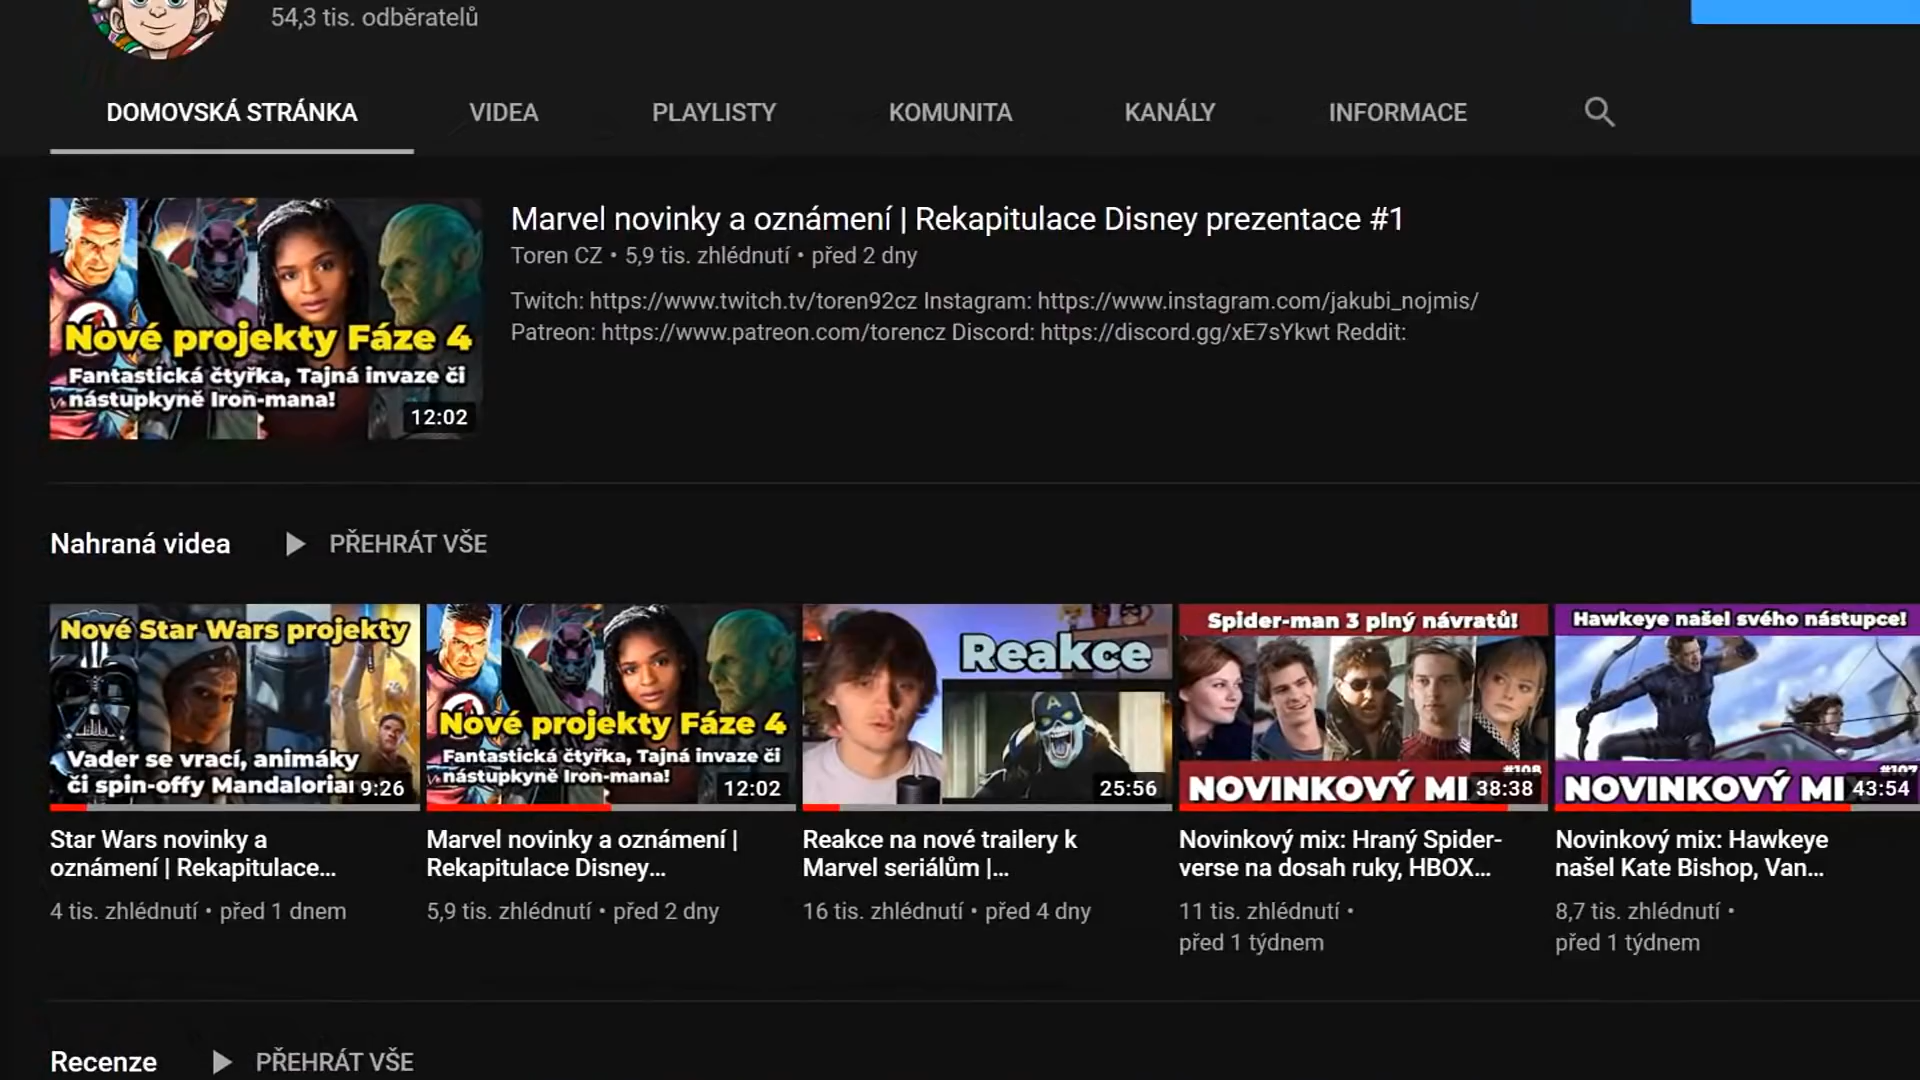 54,3 tis. odběratelů
DOMOVSKÁ STRÁNKA
VIDEA
PLAYLISTY
KOMUNITA
KANÁLY
INFORMACE
Nové projekty Fáze 4
Fantastická čtyřka, Tajná invaze či
nástupkyně Iron-mana!
12:02
Marvel novinky a oznámení | Rekapitulace Disney prezentace #1
Toren CZ • 5,9 tis. zhlédnutí • před 2 dny
Twitch: https://www.twitch.tv/toren92cz Instagram: https://www.instagram.com/jakubi_nojmis/
Patreon: https://www.patreon.com/torencz Discord: https://discord.gg/xE7sYkwt Reddit:
Nahraná videa
PŘEHRÁT VŠE
Nové Star Wars projekty
Vader se vrací, animáky
či spin-offy Mandalorian
9:26
Star Wars novinky a
oznámení | Rekapitulace...
4 tis. zhlédnutí • před 1 dnem
Nové projekty Fáze 4
Fantastická čtyřka, Tajná invaze či
nástupkyně Iron-mana!
12:02
Marvel novinky a oznámení |
Rekapitulace Disney...
5,9 tis. zhlédnutí • před 2 dny
Reakce
A
25:56
Reakce na nové trailery k
Marvel seriálům |...
16 tis. zhlédnutí • před 4 dny
Spider-man 3 plný návratů!
#108
NOVINKOVÝ MI
38:38
Novinkový mix: Hraný Spider-
verse na dosah ruky, HBOX...
11 tis. zhlédnutí •
před 1 týdnem
Hawkeye našel svého nástupce!
#107
NOVINKOVÝ MI
43:54
Novinkový mix: Hawkeye
našel Kate Bishop, Van...
8,7 tis. zhlédnutí •
před 1 týdnem
Recenze
PŘEHRÁT VŠE